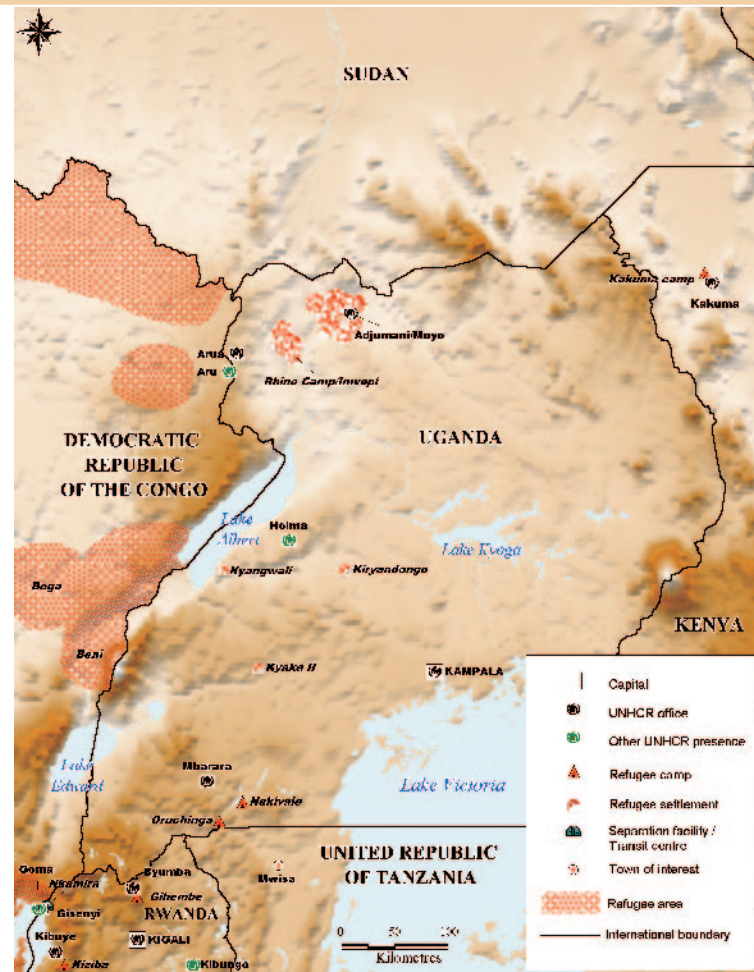 SUDAN
Kakuma camp
Kakuma
Adjumani/Moyo
Arua
Aru
Rhino Camp/Imvepi
DEMOCRATIC
REPUBLIC
OF THE CONGO
UGANDA
Lake
Albert
Hoima
Lake Kyoga
Kyangwali
Kiryandongo
Boga
KENYA
Beni
Kyaka II
KAMPALA
Capital
UNHCR office
Other UNHCR presence
Refugee camp
Refugee settlement
Separation facility /
Transit centre
Town of interest
Refugee area
International boundary
Lake
Edward
Mbarara
Nakivale
Lake Victoria
Oruchinga
UNITED REPUBLIC
OF TANZANIA
Goma
Nkamira
Byumba
Mwisa
Gihembe
Gisenyi
RWANDA
Kibuye
KIGALI
Kiziba
Kibungo
0 50 100
Kilometres